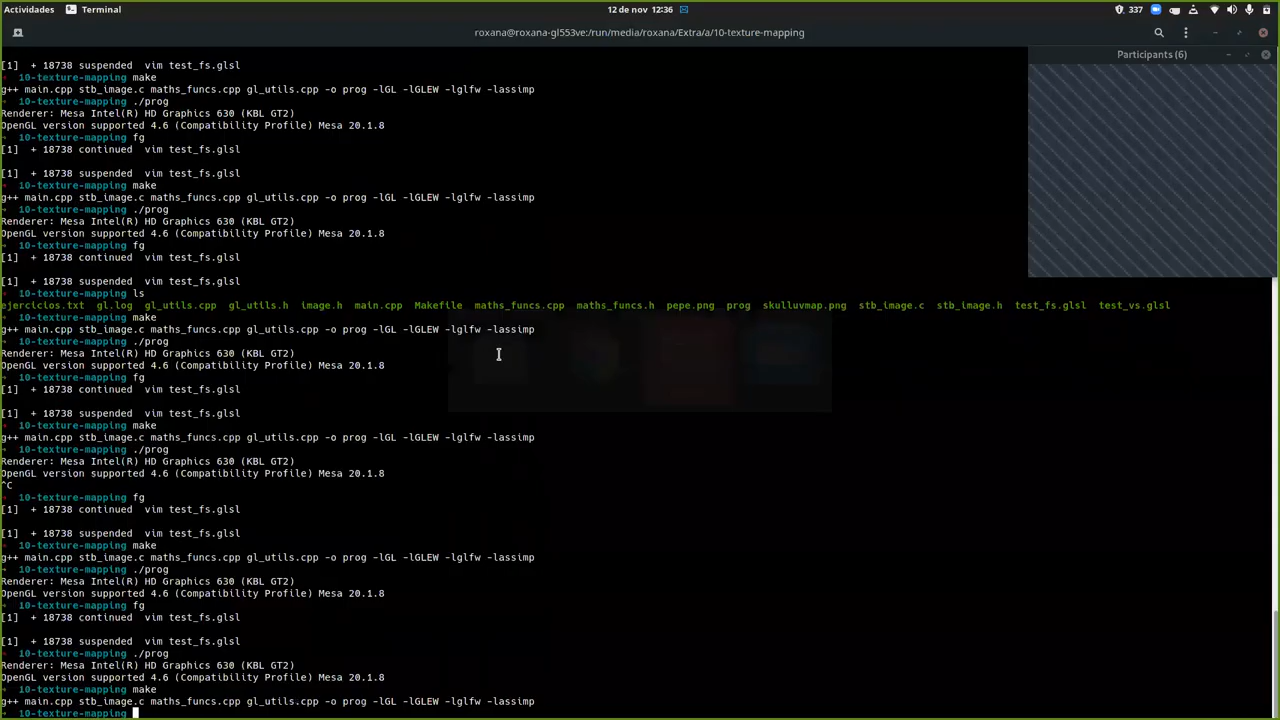 Actividades Terminal 12 de nov 12:36 337
roxana@roxana-gl553ve:/run/media/roxana/Extra/a/10-texture-mapping
Participants (6)
[1]  + 18738 suspended  vim test_fs.glsl
10-texture-mapping make
g++ main.cpp stb_image.c maths_funcs.cpp gl_utils.cpp -o prog -lGL -lGLEW -lglfw -lassimp
10-texture-mapping ./prog
Renderer: Mesa Intel(R) HD Graphics 630 (KBL GT2)
OpenGL version supported 4.6 (Compatibility Profile) Mesa 20.1.8
10-texture-mapping fg
[1]  + 18738 continued  vim test_fs.glsl
[1]  + 18738 suspended  vim test_fs.glsl
10-texture-mapping make
g++ main.cpp stb_image.c maths_funcs.cpp gl_utils.cpp -o prog -lGL -lGLEW -lglfw -lassimp
10-texture-mapping ./prog
Renderer: Mesa Intel(R) HD Graphics 630 (KBL GT2)
OpenGL version supported 4.6 (Compatibility Profile) Mesa 20.1.8
10-texture-mapping fg
[1]  + 18738 continued  vim test_fs.glsl
[1]  + 18738 suspended  vim test_fs.glsl
10-texture-mapping ls
ejercicios.txt  gl.log  gl_utils.cpp  gl_utils.h  image.h  main.cpp  Makefile  maths_funcs.cpp  maths_funcs.h  pepe.png  prog  skulluvmap.png  stb_image.c  stb_image.h  test_fs.glsl  test_vs.glsl
10-texture-mapping make
g++ main.cpp stb_image.c maths_funcs.cpp gl_utils.cpp -o prog -lGL -lGLEW -lglfw -lassimp
10-texture-mapping ./prog
Renderer: Mesa Intel(R) HD Graphics 630 (KBL GT2)
OpenGL version supported 4.6 (Compatibility Profile) Mesa 20.1.8
10-texture-mapping fg
[1]  + 18738 continued  vim test_fs.glsl
[1]  + 18738 suspended  vim test_fs.glsl
10-texture-mapping make
g++ main.cpp stb_image.c maths_funcs.cpp gl_utils.cpp -o prog -lGL -lGLEW -lglfw -lassimp
10-texture-mapping ./prog
Renderer: Mesa Intel(R) HD Graphics 630 (KBL GT2)
OpenGL version supported 4.6 (Compatibility Profile) Mesa 20.1.8
^C
10-texture-mapping fg
[1]  + 18738 continued  vim test_fs.glsl
[1]  + 18738 suspended  vim test_fs.glsl
10-texture-mapping make
g++ main.cpp stb_image.c maths_funcs.cpp gl_utils.cpp -o prog -lGL -lGLEW -lglfw -lassimp
10-texture-mapping ./prog
Renderer: Mesa Intel(R) HD Graphics 630 (KBL GT2)
OpenGL version supported 4.6 (Compatibility Profile) Mesa 20.1.8
10-texture-mapping fg
[1]  + 18738 continued  vim test_fs.glsl
[1]  + 18738 suspended  vim test_fs.glsl
10-texture-mapping ./prog
Renderer: Mesa Intel(R) HD Graphics 630 (KBL GT2)
OpenGL version supported 4.6 (Compatibility Profile) Mesa 20.1.8
10-texture-mapping make
g++ main.cpp stb_image.c maths_funcs.cpp gl_utils.cpp -o prog -lGL -lGLEW -lglfw -lassimp
10-texture-mapping